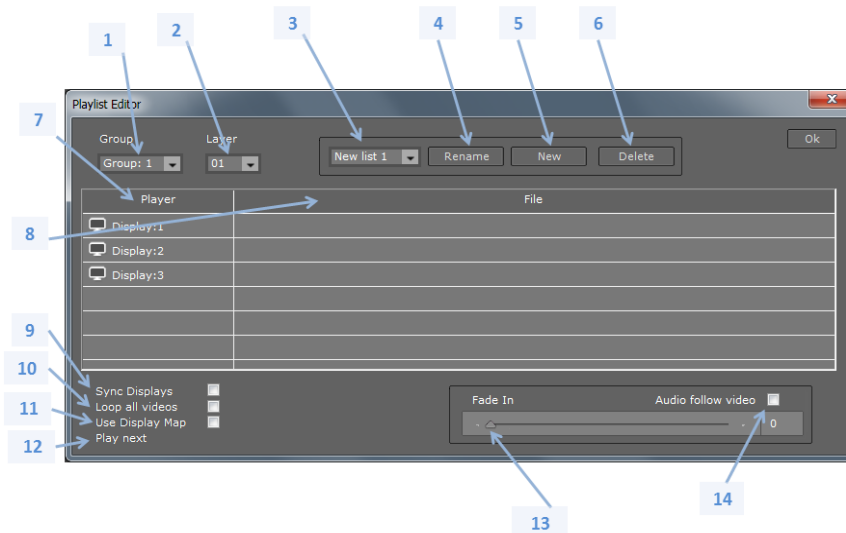 1
2
3
4
5
6
Playlist Editor
7
Group
Layer
Ok
Group: 1
01
New list 1
Rename
New
Delete
Player
File
8
Display:1
Display:2
Display:3
9
10
11
12
Sync Displays
Loop all videos
Use Display Map
Play next
Fade In
Audio follow video
- - 0
13
14